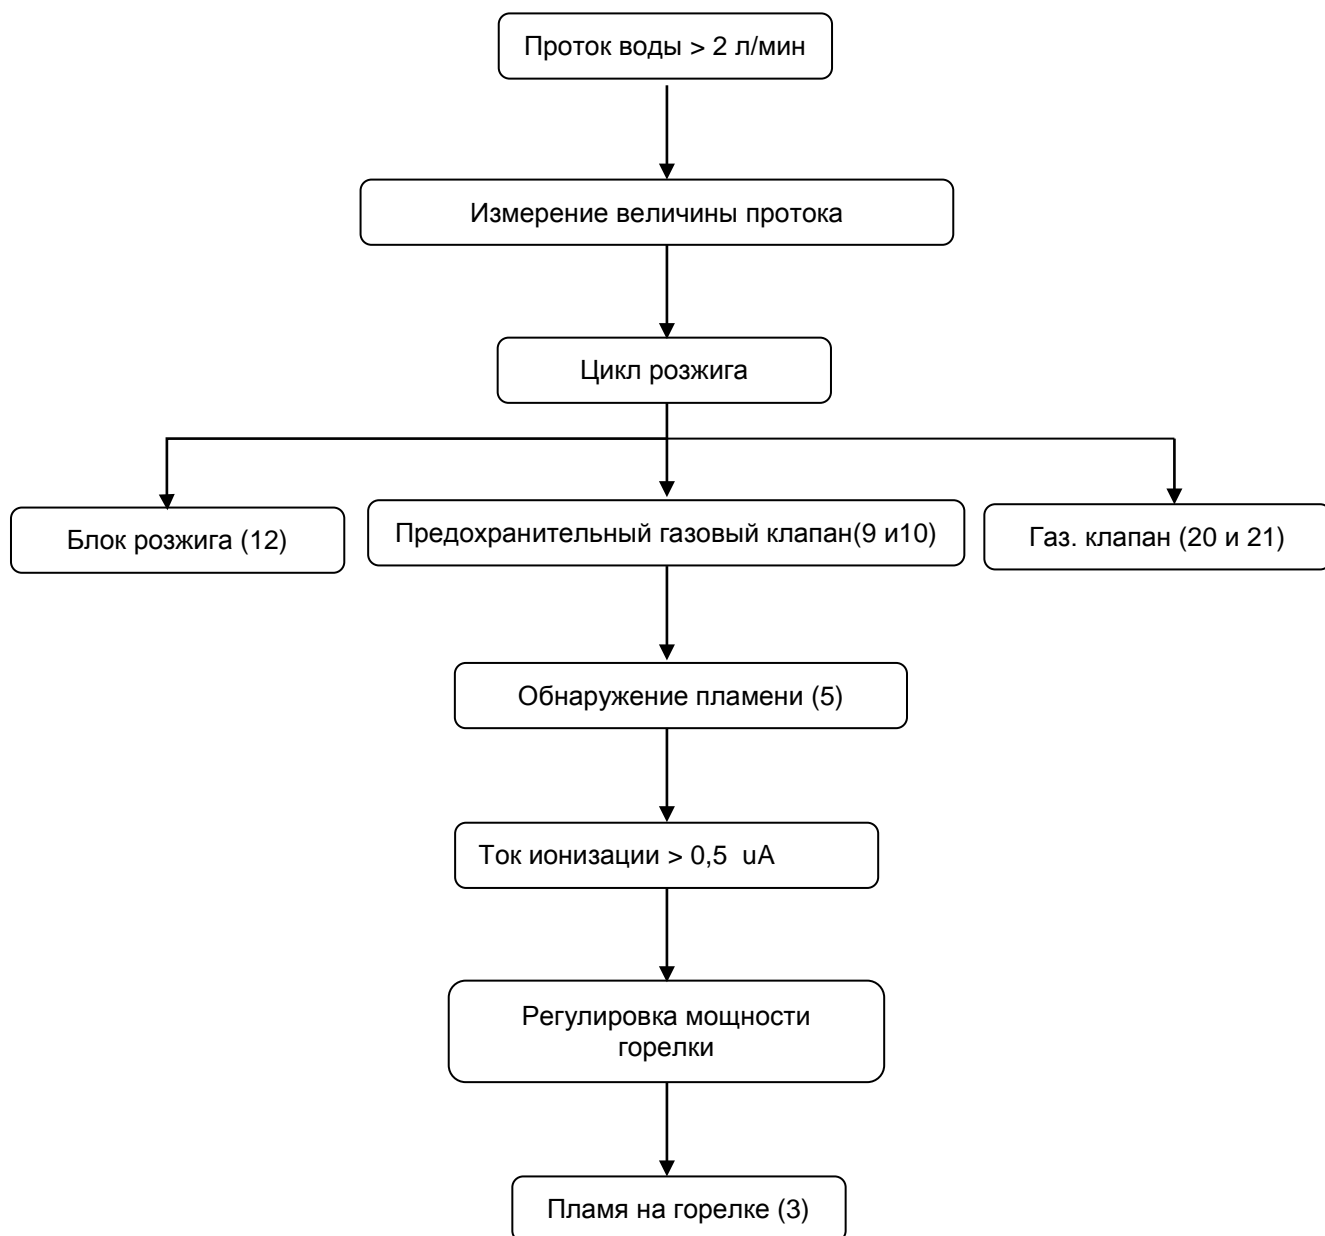 Проток воды > 2 л/мин
Измерение величины протока
Цикл розжига
Блок розжига (12)
Предохранительный газовый клапан(9 и10)
Газ. клапан (20 и 21)
Обнаружение пламени (5)
Ток ионизации > 0,5  uA
Регулировка мощности
горелки
Пламя на горелке (3)